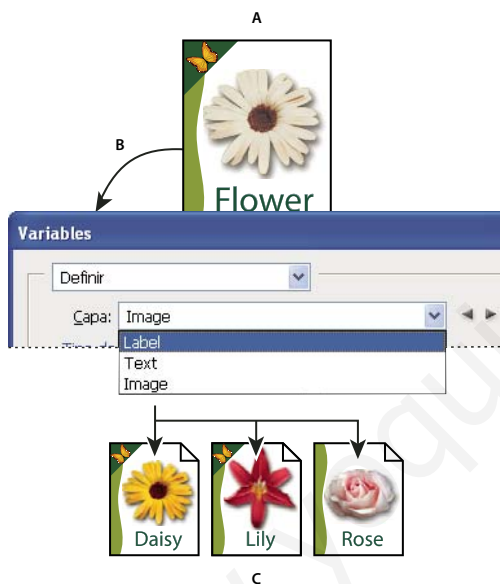 A
B
Flower
Variables
Definir
Capa: Image
Label
Text
Image
Daisy
Lily
Rose
C